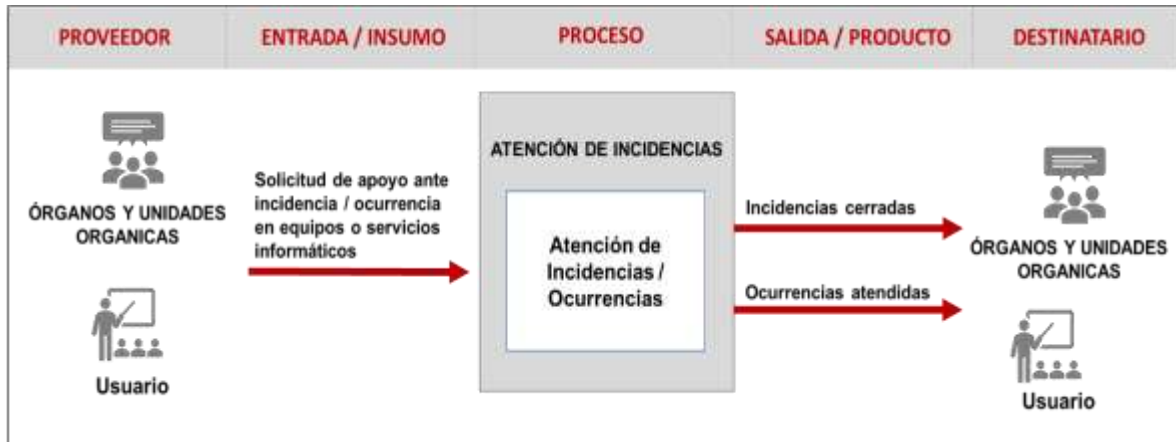 PROVEEDOR
ENTRADA / INSUMO
PROCESO
SALIDA / PRODUCTO
DESTINATARIO
ÓRGANOS Y UNIDADES
ORGANICAS
Usuario
Solicitud de apoyo ante
incidencia / ocurrencia
en equipos o servicios
informáticos
ATENCIÓN DE INCIDENCIAS
Atención de
Incidencias /
Ocurrencias
Incidencias cerradas
Ocurrencias atendidas
ÓRGANOS Y UNIDADES
ORGANICAS
Usuario